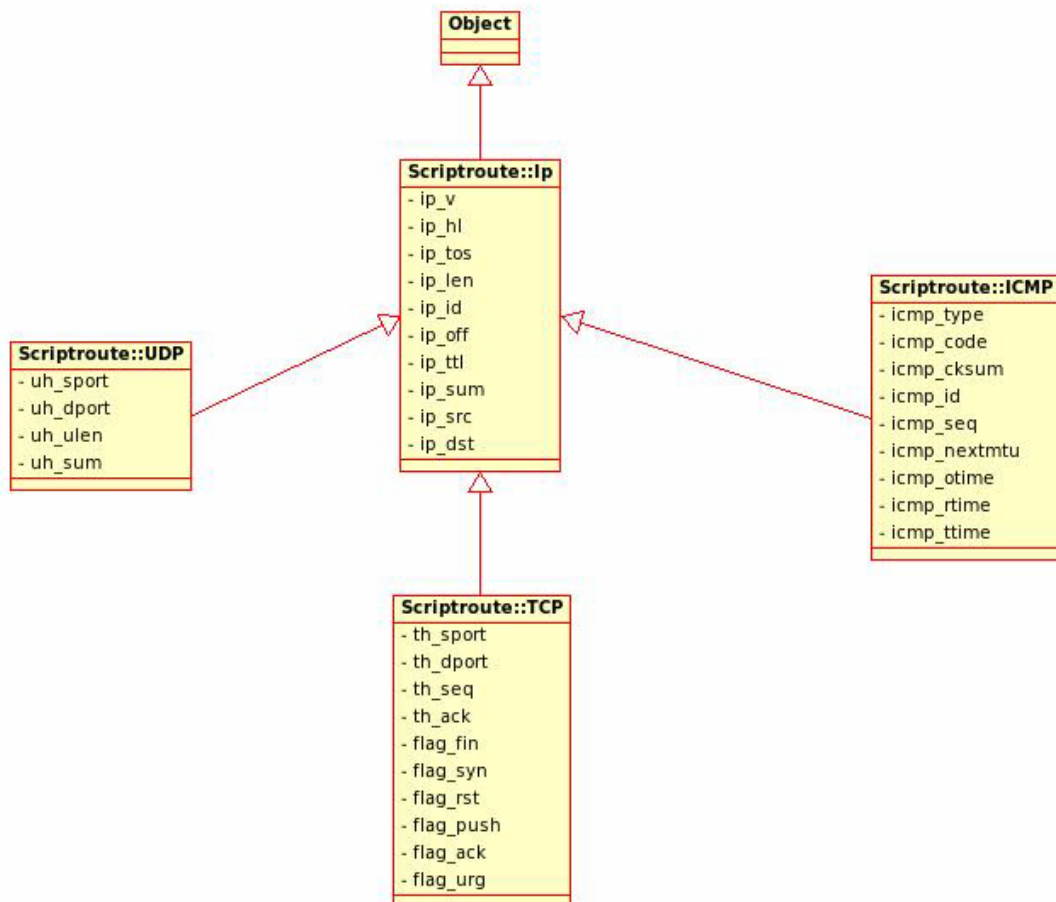 Object
Scriptroute::Ip
- ip_v
- ip_hl
- ip_tos
- ip_len
- ip_id
- ip_off
- ip_ttl
- ip_sum
- ip_src
- ip_dst
Scriptroute::UDP
- uh_sport
- uh_dport
- uh_ulen
- uh_sum
Scriptroute::ICMP
- icmp_type
- icmp_code
- icmp_cksum
- icmp_id
- icmp_seq
- icmp_nextmtu
- icmp_otime
- icmp_rtime
- icmp_ttime
Scriptroute::TCP
- th_sport
- th_dport
- th_seq
- th_ack
- flag_fin
- flag_syn
- flag_rst
- flag_push
- flag_ack
- flag_urg